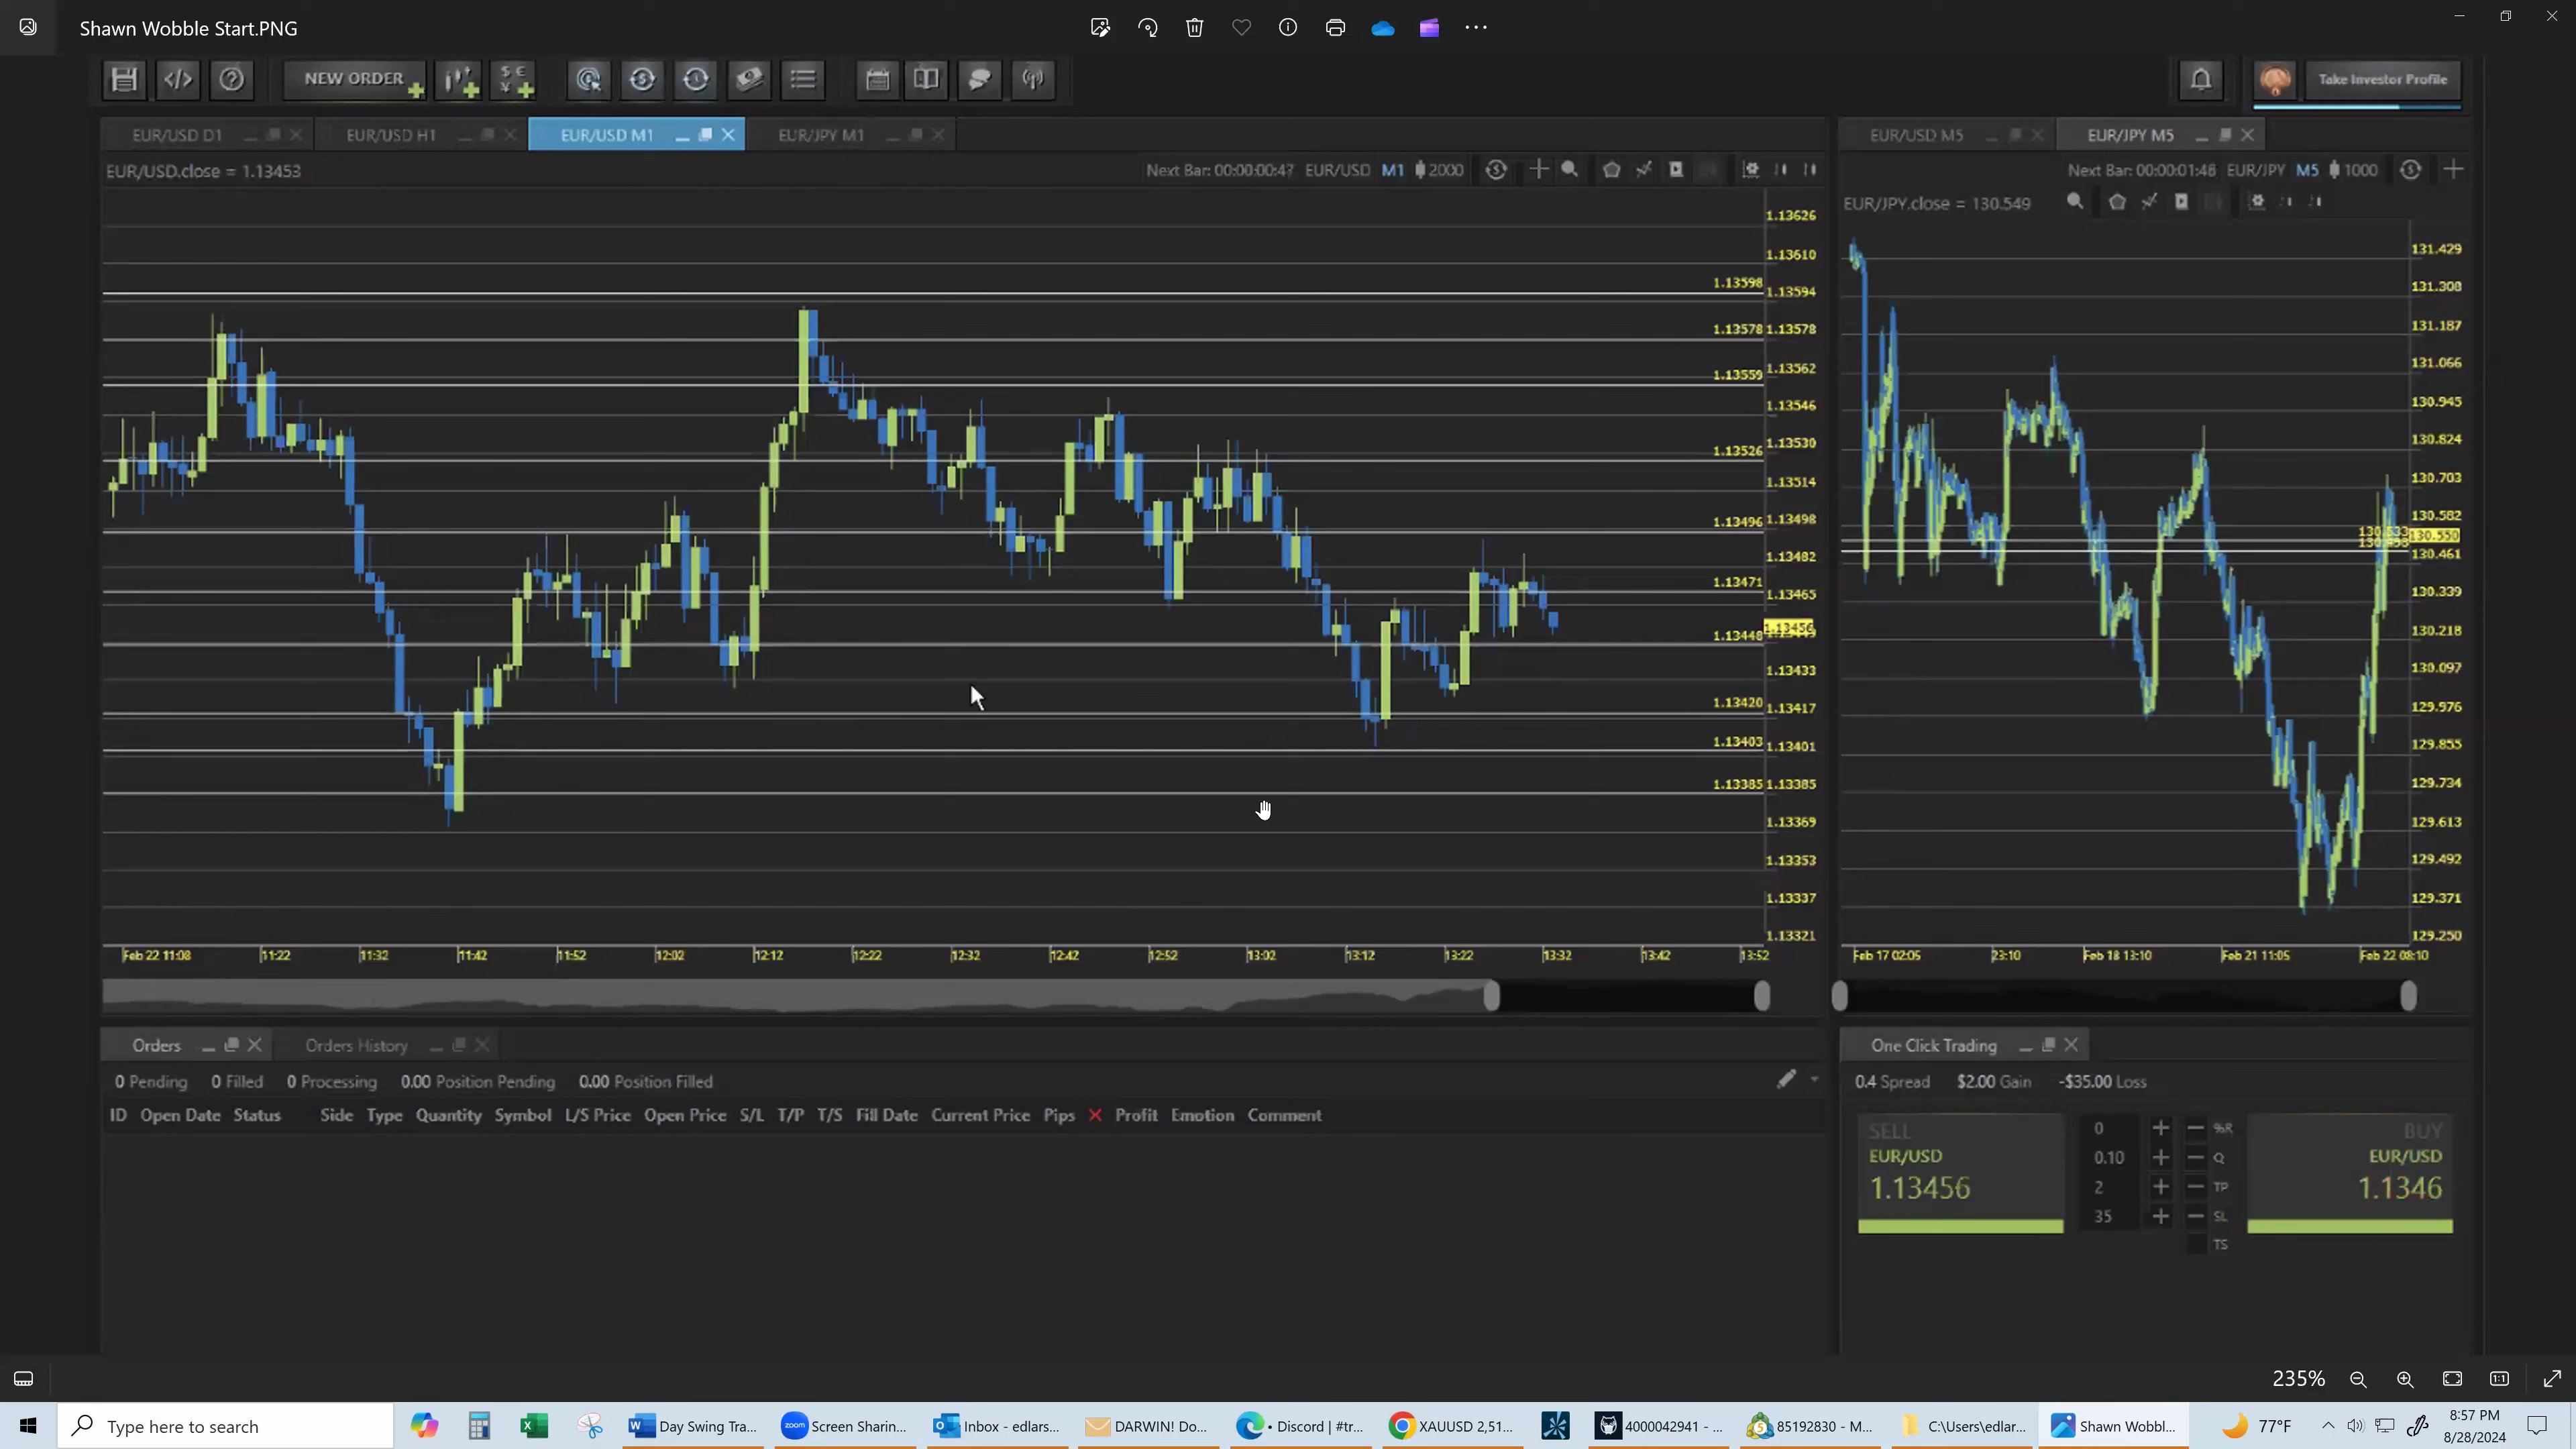 Shawn Wobble Start.PNG
NEW ORDER
Take Investor Profile
EUR/USD D1
EUR/USD H1
EUR/USD M1
EUR/JPY M1
EUR/USD M5
EUR/JPY M5
EUR/USD.close = 1.13453
Next Bar: 00:00:00:47 EUR/USD M1 2000
Next Bar: 00:00:01:46 EUR/JPY M5 1000
EUR/JPY.close = 130.549
1.13626
1.13610
1.13598
1.13594
1.13578 1.13578
1.13562
1.13559
1.13546
1.13530
1.13526
1.13514
1.13496 1.13498
1.13482
1.13471
1.13465
1.13456
1.13448
1.13433
1.13420
1.13417
1.13403 1.13401
1.13385 1.13385
1.13369
1.13353
1.13337
1.13321
131.429
131.308
131.187
131.066
130.945
130.824
130.703
130.582
130.533 130.550
130.461
130.339
130.218
130.097
129.976
129.855
129.734
129.613
129.492
129.371
129.250
Feb 22 11:08 11:22 11:32 11:42 11:52 12:02 12:12 12:22 12:32 12:42 12:52 13:02 13:12 13:22 13:32 13:42 13:52
Feb 17 02:05 23:10 Feb 18 13:10 Feb 21 11:05 Feb 22 08:10
Orders
Orders History
One Click Trading
0 Pending 0 Filled 0 Processing 0.00 Position Pending 0.00 Position Filled
0.4 Spread $2.00 Gain -$35.00 Loss
ID Open Date Status Side Type Quantity Symbol L/S Price Open Price S/L T/P T/S Fill Date Current Price Pips Profit Emotion Comment
SELL
EUR/USD
1.13456
0 %R
0.10 Q
2 TP
35 SL
TS
BUY
EUR/USD
1.1346
235%
1:1
Type here to search
Day Swing Tra...
zoom
Screen Sharin...
Inbox - edlars...
DARWIN! Do...
• Discord | #tr...
XAUUSD 2,51...
4000042941 - ...
85192830 - M...
C:\Users\edlar...
Shawn Wobbl...
77°F
8:57 PM
8/28/2024